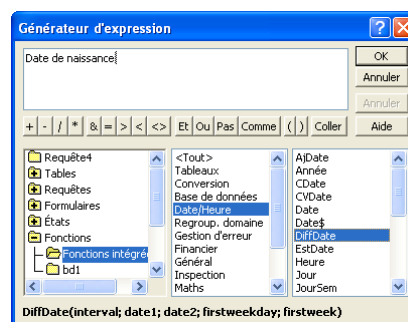 Générateur d'expression
Date de naissance
OK
Annuler
Annuler
Aide
+ - / * & = > < <> Et Ou Pas Comme ( ) Coller
Requête4
Tables
Requêtes
Formulaires
États
Fonctions
Fonctions intégrée
bd1
<Tout>
Tableaux
Conversion
Base de données
Date/Heure
Regroup. domaine
Gestion d'erreur
Financier
Général
Inspection
Maths
AjDate
Année
CDate
CVDate
Date
Date$
DiffDate
EstDate
Heure
Jour
JourSem
DiffDate(interval; date1; date2; firstweekday; firstweek)